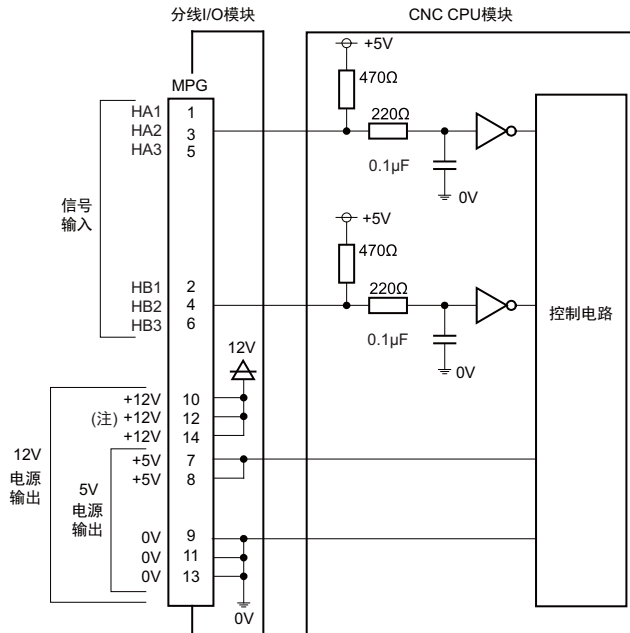 分线I/O模块
CNC CPU模块
MPG
+5V
470Ω
220Ω
0.1μF
0V
HA1 1
HA2 3
HA3 5
信号
输入
+5V
470Ω
220Ω
0.1μF
0V
HB1 2
HB2 4
HB3 6
控制电路
12V
+12V 10
(注) +12V 12
+12V 14
+5V 7
+5V 8
12V
电源
输出
5V
电源
输出
0V 9
0V 11
0V 13
0V